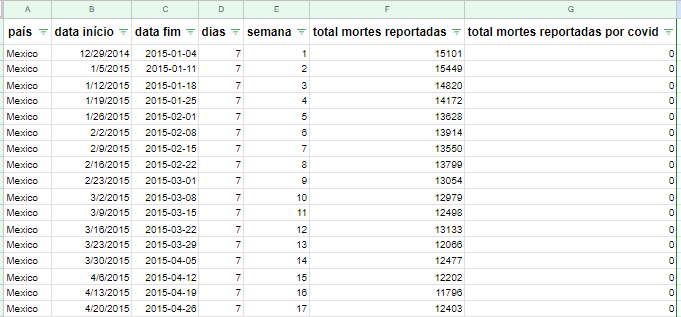 A B C D E F G
país data início data fim dias semana total mortes reportadas total mortes reportadas por covid
Mexico 12/29/2014 2015-01-04 7 1 15101 0
Mexico 1/5/2015 2015-01-11 7 2 15449 0
Mexico 1/12/2015 2015-01-18 7 3 14820 0
Mexico 1/19/2015 2015-01-25 7 4 14172 0
Mexico 1/26/2015 2015-02-01 7 5 13628 0
Mexico 2/2/2015 2015-02-08 7 6 13914 0
Mexico 2/9/2015 2015-02-15 7 7 13550 0
Mexico 2/16/2015 2015-02-22 7 8 13799 0
Mexico 2/23/2015 2015-03-01 7 9 13054 0
Mexico 3/2/2015 2015-03-08 7 10 12979 0
Mexico 3/9/2015 2015-03-15 7 11 12498 0
Mexico 3/16/2015 2015-03-22 7 12 13133 0
Mexico 3/23/2015 2015-03-29 7 13 12066 0
Mexico 3/30/2015 2015-04-05 7 14 12477 0
Mexico 4/6/2015 2015-04-12 7 15 12202 0
Mexico 4/13/2015 2015-04-19 7 16 11796 0
Mexico 4/20/2015 2015-04-26 7 17 12403 0